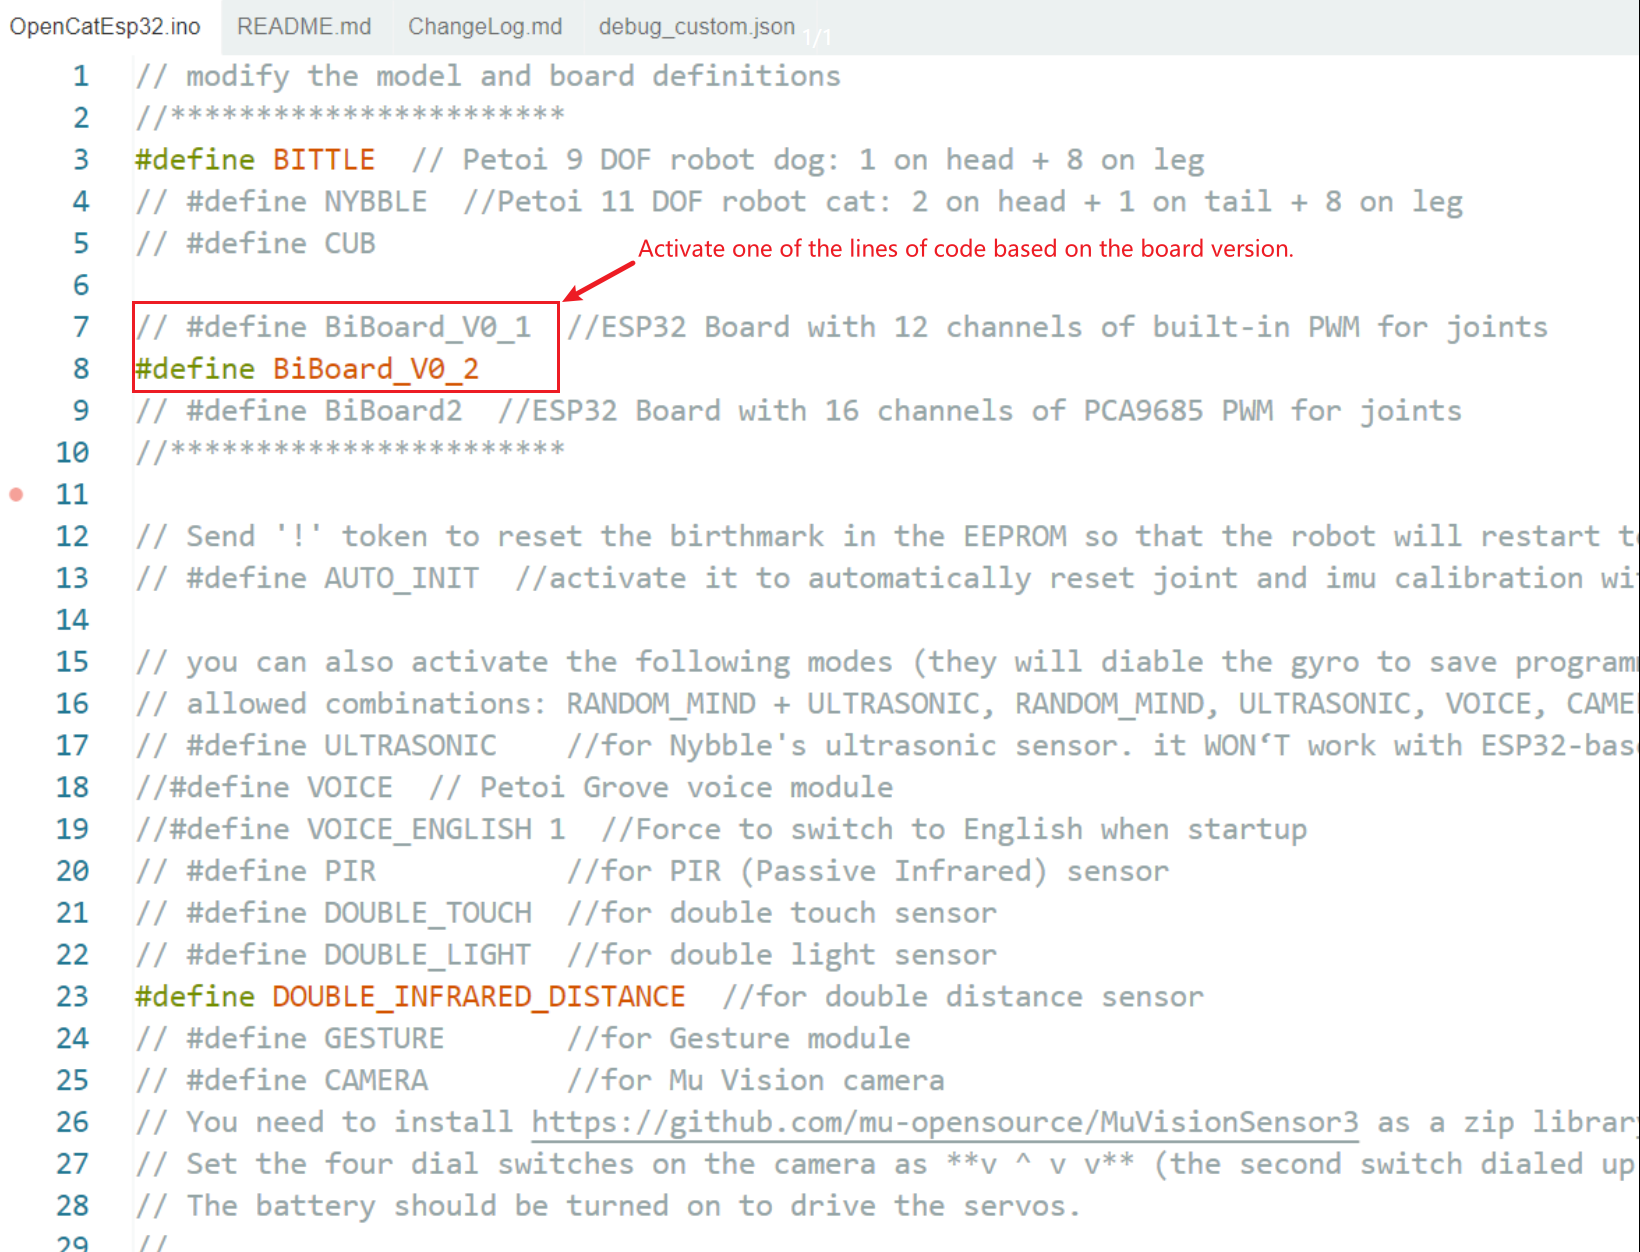 OpenCatEsp32.ino README.md ChangeLog.md debug_custom.json 1/1
1 // modify the model and board definitions
2 //***********************
3 #define BITTLE // Petoi 9 DOF robot dog: 1 on head + 8 on leg
4 // #define NYBBLE //Petoi 11 DOF robot cat: 2 on head + 1 on tail + 8 on leg
5 // #define CUB
Activate one of the lines of code based on the board version.
6
7 // #define BiBoard_V0_1 //ESP32 Board with 12 channels of built-in PWM for joints
8 #define BiBoard_V0_2
9 // #define BiBoard2 //ESP32 Board with 16 channels of PCA9685 PWM for joints
10 //***********************
11
12 // Send '!' token to reset the birthmark in the EEPROM so that the robot will restart t
13 // #define AUTO_INIT //activate it to automatically reset joint and imu calibration wi
14
15 // you can also activate the following modes (they will diable the gyro to save program
16 // allowed combinations: RANDOM_MIND + ULTRASONIC, RANDOM_MIND, ULTRASONIC, VOICE, CAME
17 // #define ULTRASONIC //for Nybble's ultrasonic sensor. it WON‘T work with ESP32-bas
18 //#define VOICE // Petoi Grove voice module
19 //#define VOICE_ENGLISH 1 //Force to switch to English when startup
20 // #define PIR //for PIR (Passive Infrared) sensor
21 // #define DOUBLE_TOUCH //for double touch sensor
22 // #define DOUBLE_LIGHT //for double light sensor
23 #define DOUBLE_INFRARED_DISTANCE //for double distance sensor
24 // #define GESTURE //for Gesture module
25 // #define CAMERA //for Mu Vision camera
26 // You need to install https://github.com/mu-opensource/MuVisionSensor3 as a zip librar
27 // Set the four dial switches on the camera as **v ^ v v** (the second switch dialed up
28 // The battery should be turned on to drive the servos.
29 //